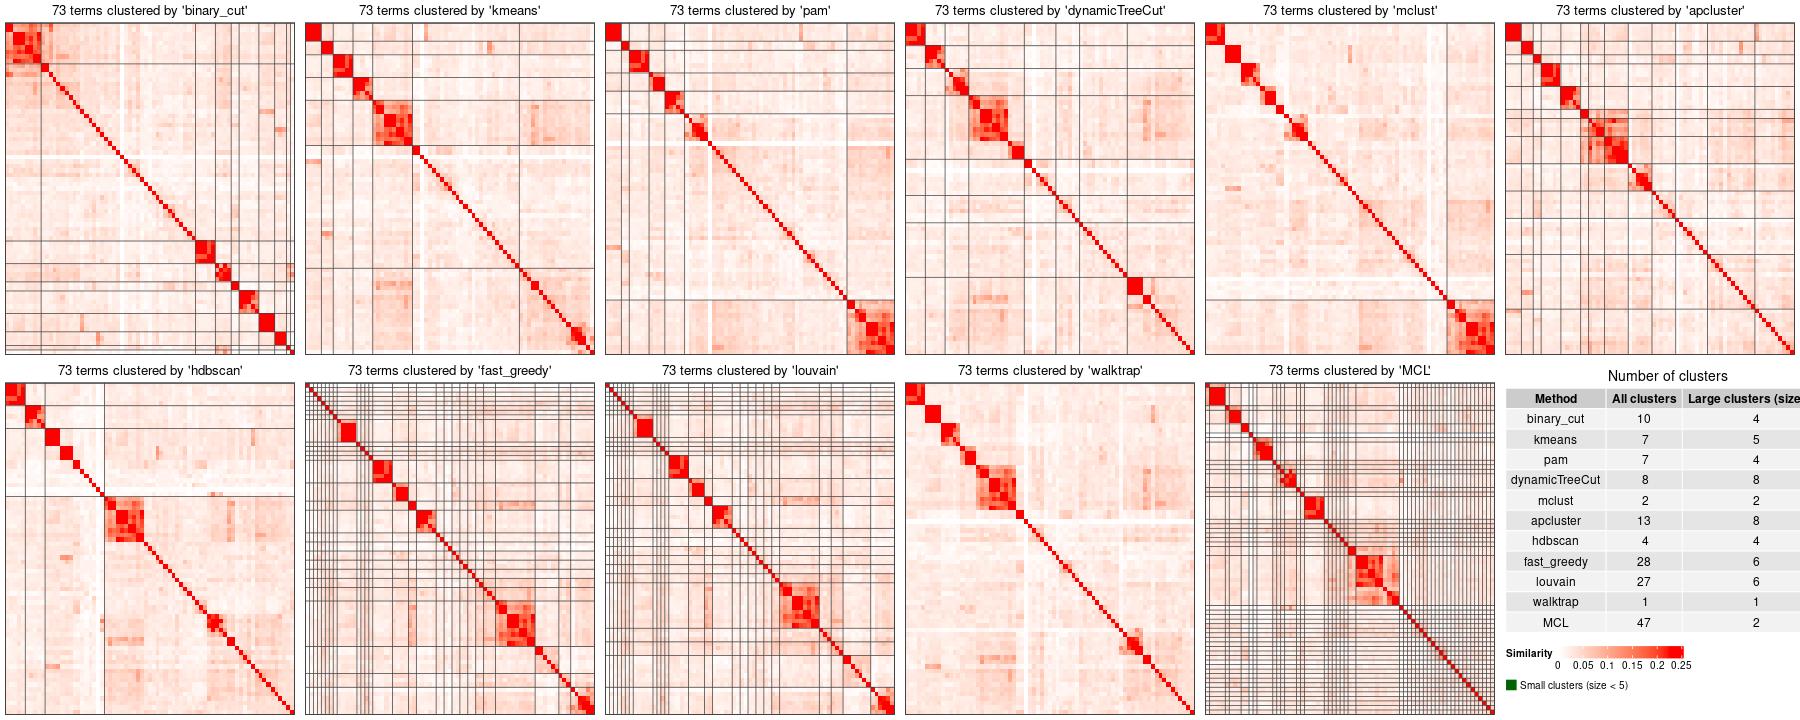 73 terms clustered by 'binary_cut'
73 terms clustered by 'kmeans'
73 terms clustered by 'pam'
73 terms clustered by 'dynamicTreeCut'
73 terms clustered by 'mclust'
73 terms clustered by 'apcluster'
73 terms clustered by 'hdbscan'
73 terms clustered by 'fast_greedy'
73 terms clustered by 'louvain'
73 terms clustered by 'walktrap'
73 terms clustered by 'MCL'
Number of clusters
Method All clusters Large clusters (size
binary_cut 10 4
kmeans 7 5
pam 7 4
dynamicTreeCut 8 8
mclust 2 2
apcluster 13 8
hdbscan 4 4
fast_greedy 28 6
louvain 27 6
walktrap 1 1
MCL 47 2
Similarity
0 0.05 0.1 0.15 0.2 0.25
Small clusters (size < 5)